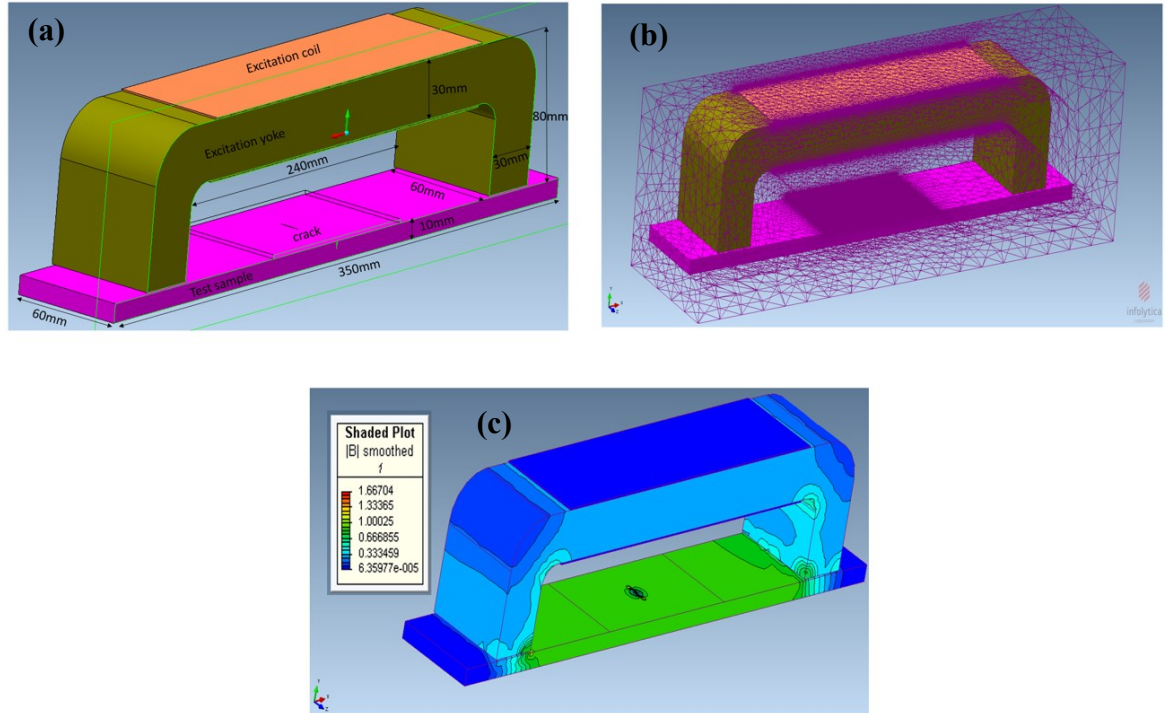 (a)
Excitation coil
30mm
80mm
Excitation yoke
240mm
30mm
60mm
crack
10mm
350mm
Test sample
60mm
(b)
Y
X
Z
infolytica
(c)
Shaded Plot
|B| smoothed
1.66704
1.33365
1.00025
0.666855
0.333459
6.35977e-005
Y
X
Z